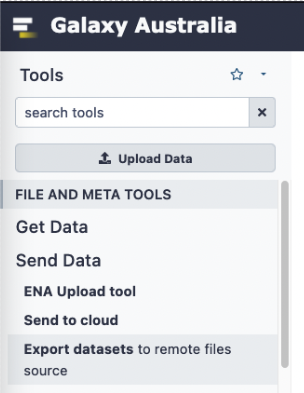 Galaxy Australia
Tools
search tools
Upload Data
FILE AND META TOOLS
Get Data
Send Data
ENA Upload tool
Send to cloud
Export datasets to remote files
source